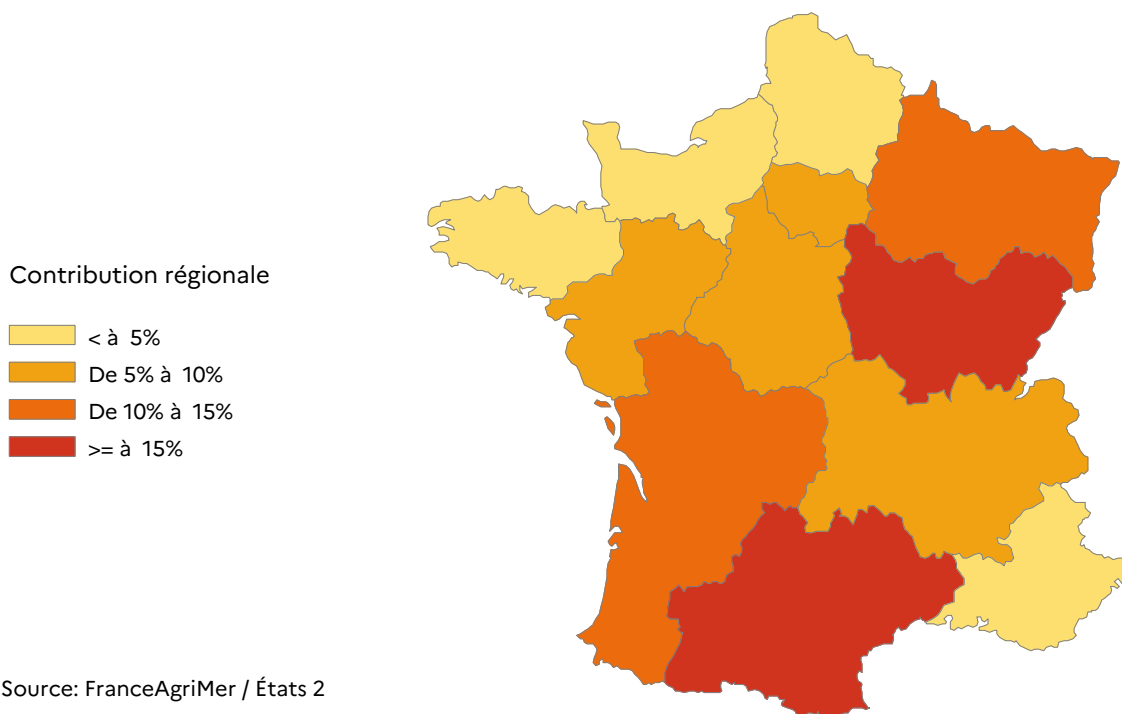 Contribution régionale
< à 5%
De 5% à 10%
De 10% à 15%
>= à 15%
Source: FranceAgriMer / États 2